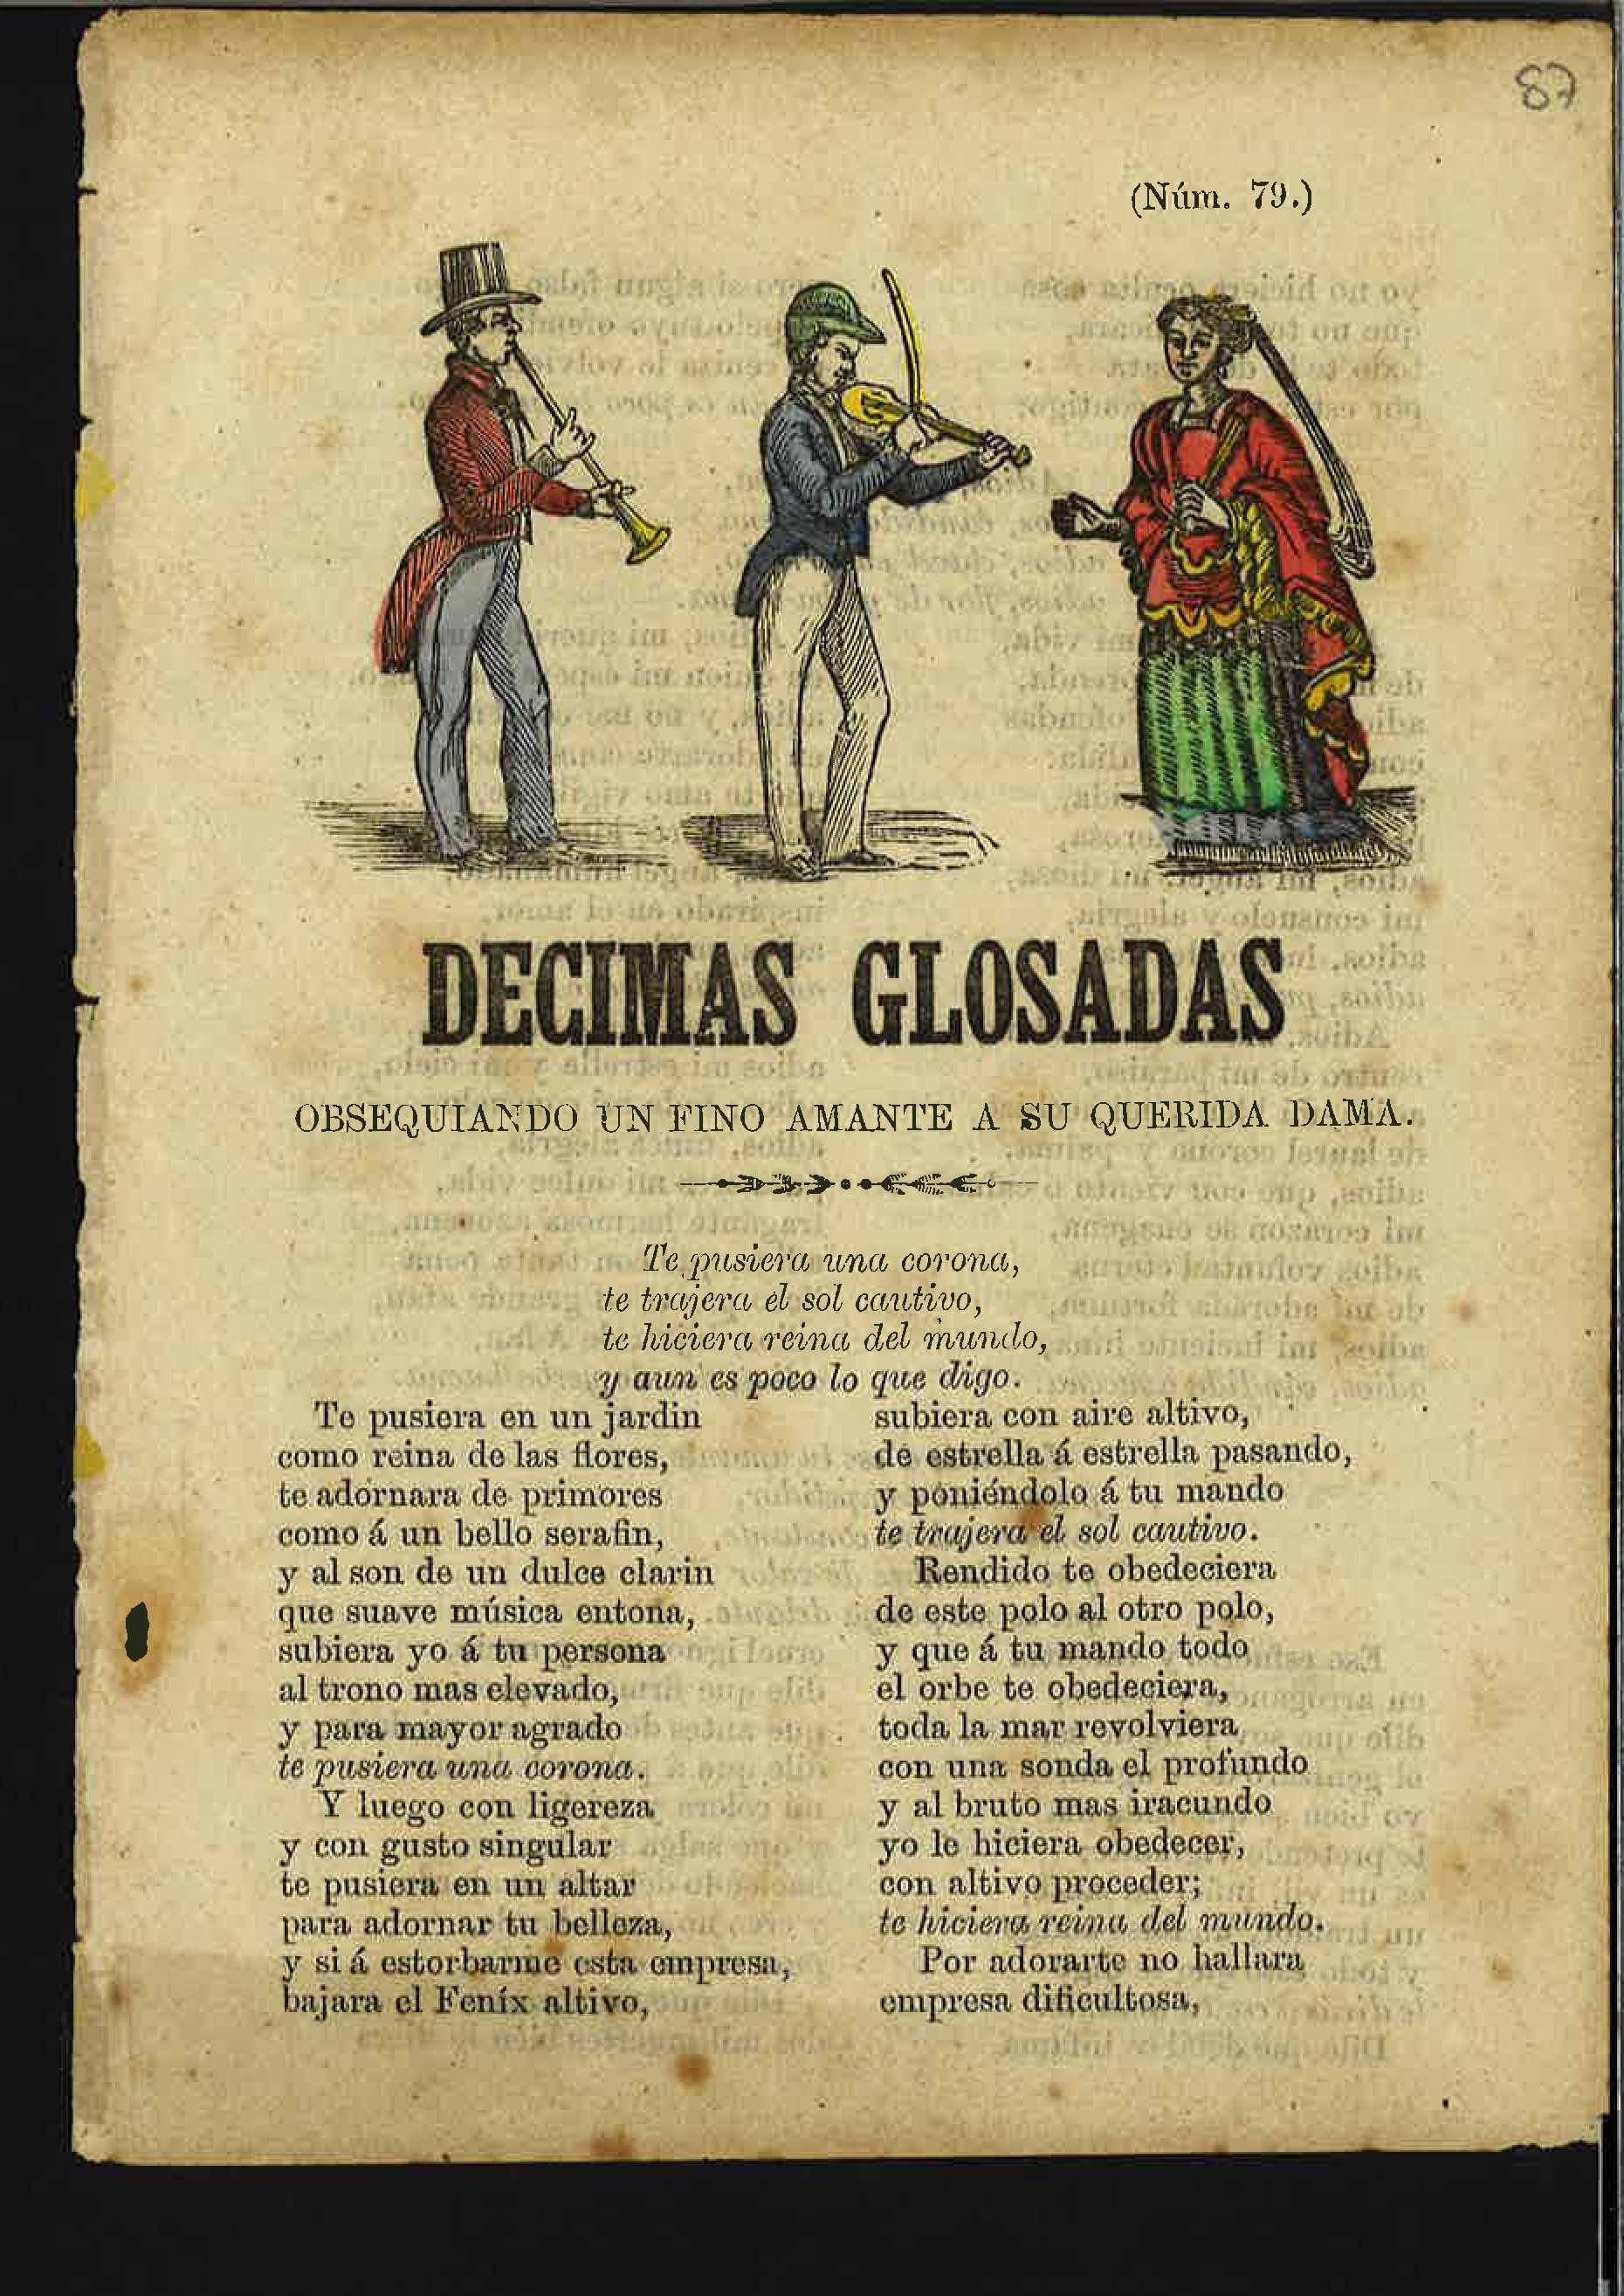 87
(Núm. 79.)
DECIMAS GLOSADAS
OBSEQUIANDO UN FINO AMANTE A SU QUERIDA DAMA.
Te pusiera una corona,
te trajera el sol cautivo,
te hiciera reina del mundo,
y aun es poco lo que digo.
Te pusiera en un jardin
como reina de las flores,
te adornara de primores
como á un bello serafin,
y al son de un dulce clarin
que suave música entona,
subiera yo á tu persona
al trono mas elevado,
y para mayor agrado
te pusiera una corona.
Y luego con ligereza
y con gusto singular
te pusiera en un altar
para adornar tu belleza,
y si á estorbarme esta empresa,
bajara el Feníx altivo,
subiera con aire altivo,
de estrella á estrella pasando,
y poniéndolo á tu mando
te trajera el sol cautivo.
Rendido te obedeciera
de este polo al otro polo,
y que á tu mando todo
el orbe te obedeciera,
toda la mar revolviera
con una sonda el profundo
y al bruto mas iracundo
yo le hiciera obedecer,
con altivo proceder;
te hiciera reina del mundo.
Por adorarte no hallara
empresa dificultosa,